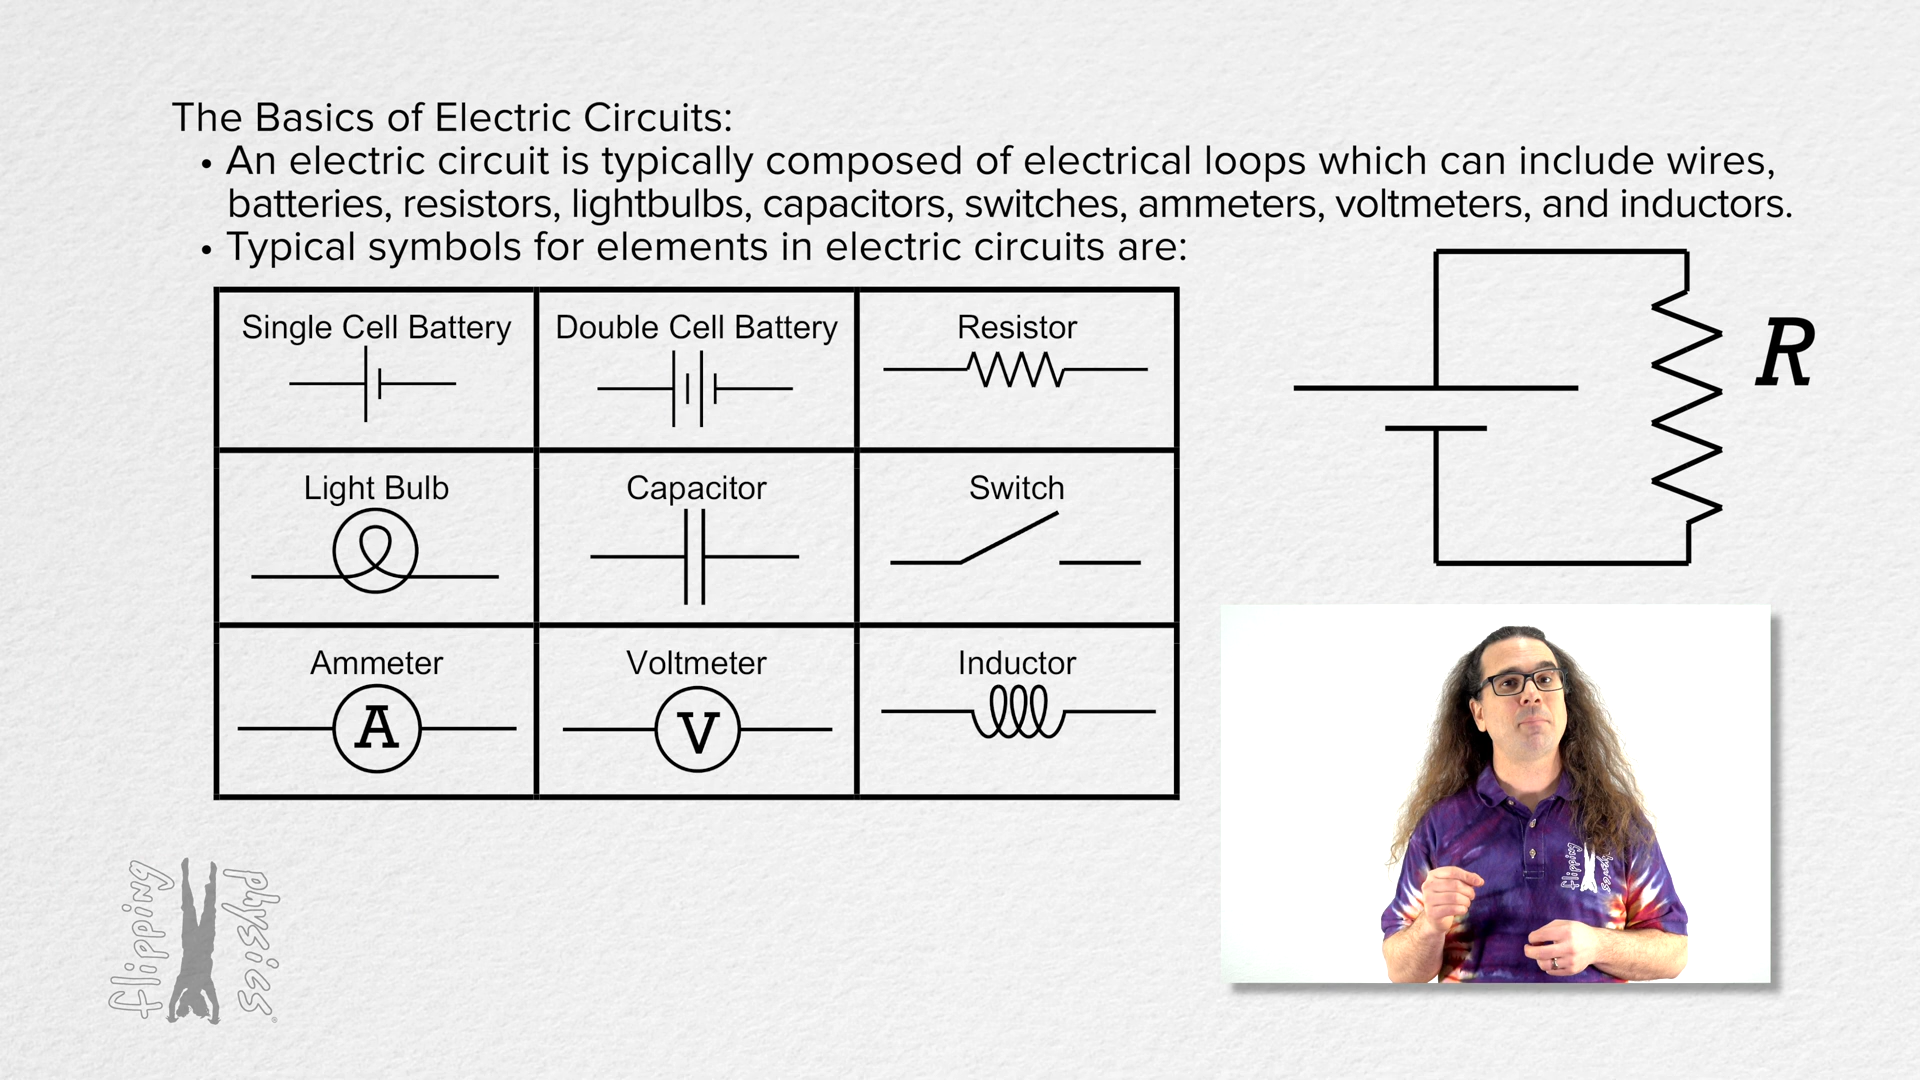 The Basics of Electric Circuits:
• An electric circuit is typically composed of electrical loops which can include wires,
batteries, resistors, lightbulbs, capacitors, switches, ammeters, voltmeters, and inductors.
• Typical symbols for elements in electric circuits are:
Single Cell Battery
Double Cell Battery
Resistor
Light Bulb
Capacitor
Switch
Ammeter
Voltmeter
Inductor
A
V
R
flipping
physics
flipping
physics